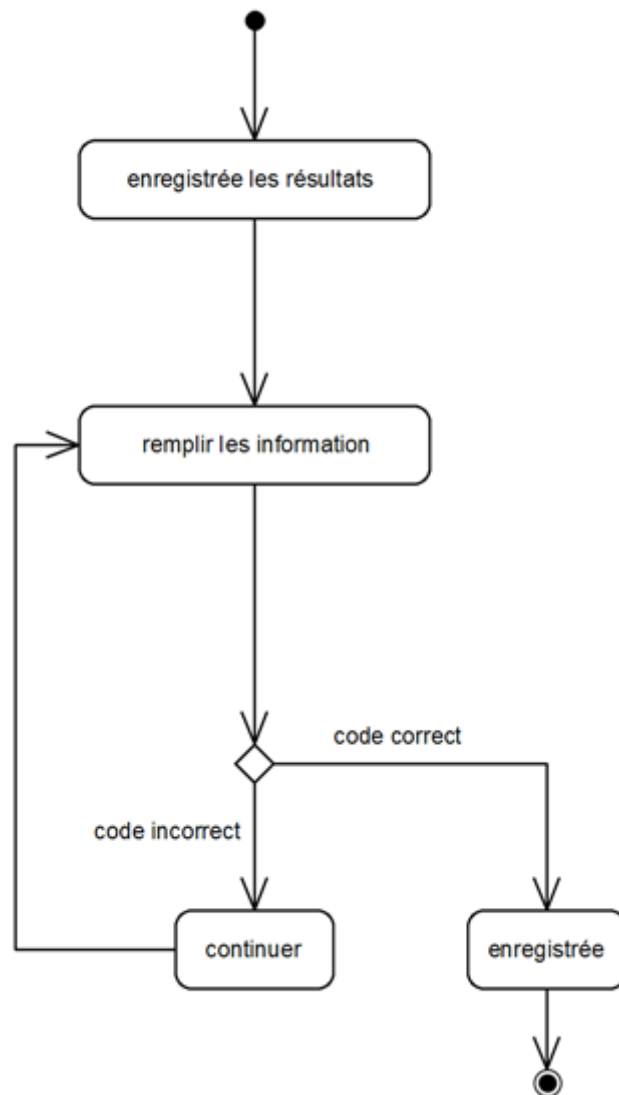 enregistrée les résultats
remplir les information
code correct
code incorrect
continuer
enregistrée